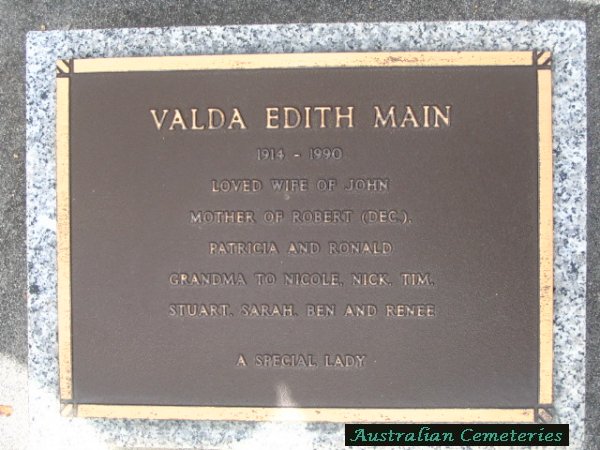 VALDA EDITH MAIN
1914 - 1990
LOVED WIFE OF JOHN
MOTHER OF ROBERT (DEC.),
PATRICIA AND RONALD
GRANDMA TO NICOLE, NICK, TIM,
STUART, SARAH, BEN AND RENEE
A SPECIAL LADY
Australian Cemeteries